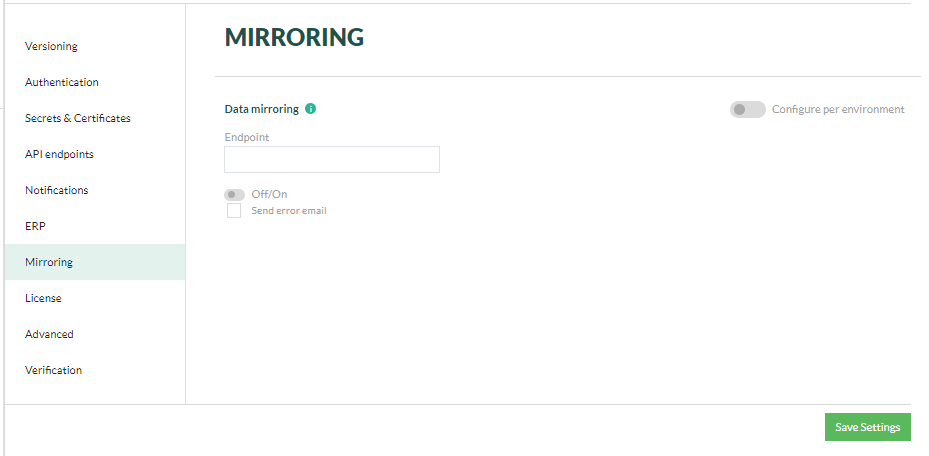 Versioning
Authentication
Secrets & Certificates
API endpoints
Notifications
ERP
Mirroring
License
Advanced
Verification
MIRRORING
Data mirroring i
Configure per environment
Endpoint
Off/On
Send error email
Save Settings